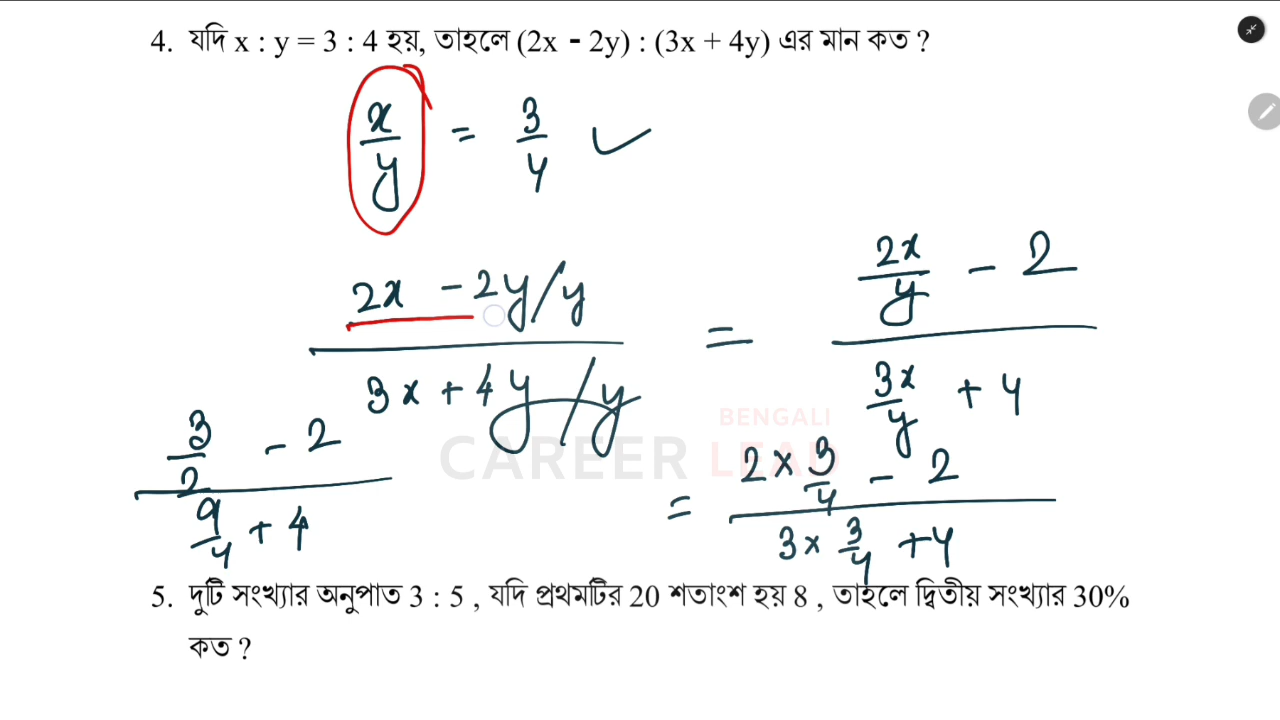 4. যদি x : y = 3 : 4 হয়, তাহলে (2x - 2y) : (3x + 4y) এর মান কত ?
x/y = 3/4 ✓
(2x - 2y/y) / (3x + 4y/y) = (2x/y - 2) / (3x/y + 4)
BENGALI
CAREER LEAD
= (2 × 3/4 - 2) / (3 × 3/4 + 4)
(3/2 - 2) / (9/4 + 4)
5. দুটি সংখ্যার অনুপাত 3 : 5 , যদি প্রথমটির 20 শতাংশ হয় 8 , তাহলে দ্বিতীয় সংখ্যার 30%
কত ?